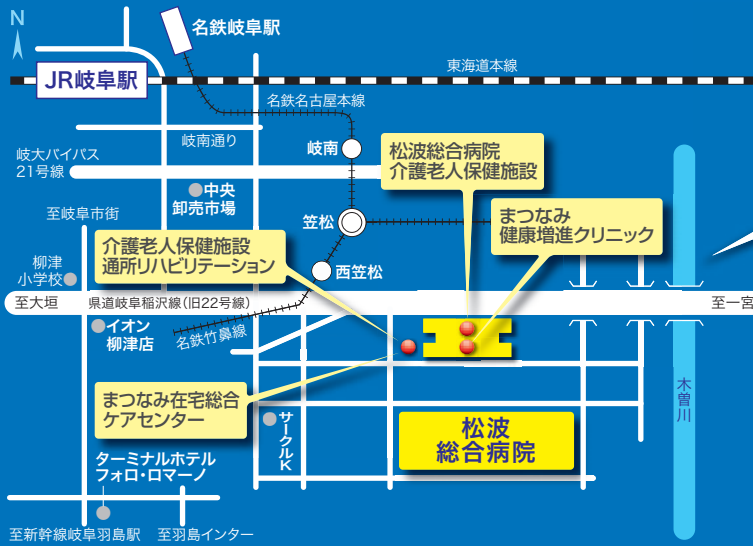 N
名鉄岐阜駅
東海道本線
JR岐阜駅
名鉄名古屋本線
岐南通り
岐南
岐大バイパス
21号線
松波総合病院
介護老人保健施設
中央
卸売市場
まつなみ
健康増進クリニック
至岐阜市街
笠松
介護老人保健施設
通所リハビリテーション
柳津
小学校
西笠松
至大垣
県道岐阜稲沢線(旧22号線)
至一宮
イオン
柳津店
名鉄竹鼻線
まつなみ在宅総合
ケアセンター
木曽川
サークルK
松波
総合病院
ターミナルホテル
フォロ・ロマーノ
至新幹線岐阜羽島駅
至羽島インター